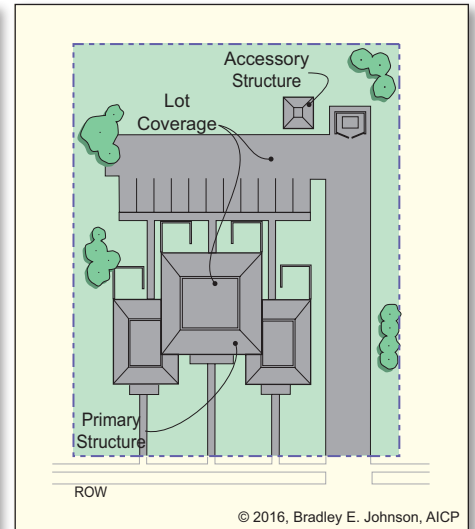 Accessory
Structure
Lot
Coverage
Primary
Structure
ROW
© 2016, Bradley E. Johnson, AICP